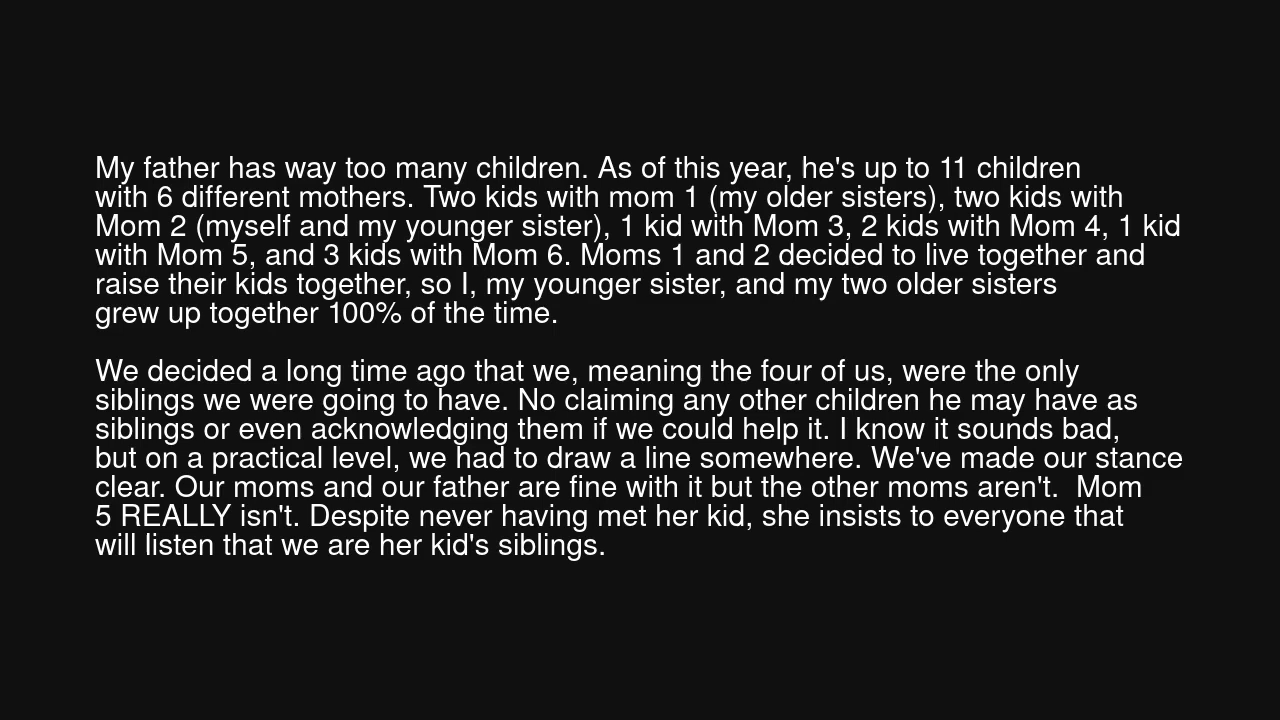 My father has way too many children. As of this year, he's up to 11 children
with 6 different mothers. Two kids with mom 1 (my older sisters), two kids with
Mom 2 (myself and my younger sister), 1 kid with Mom 3, 2 kids with Mom 4, 1 kid
with Mom 5, and 3 kids with Mom 6. Moms 1 and 2 decided to live together and
raise their kids together, so I, my younger sister, and my two older sisters
grew up together 100% of the time.

We decided a long time ago that we, meaning the four of us, were the only
siblings we were going to have. No claiming any other children he may have as
siblings or even acknowledging them if we could help it. I know it sounds bad,
but on a practical level, we had to draw a line somewhere. We've made our stance
clear. Our moms and our father are fine with it but the other moms aren't.  Mom
5 REALLY isn't. Despite never having met her kid, she insists to everyone that
will listen that we are her kid's siblings.